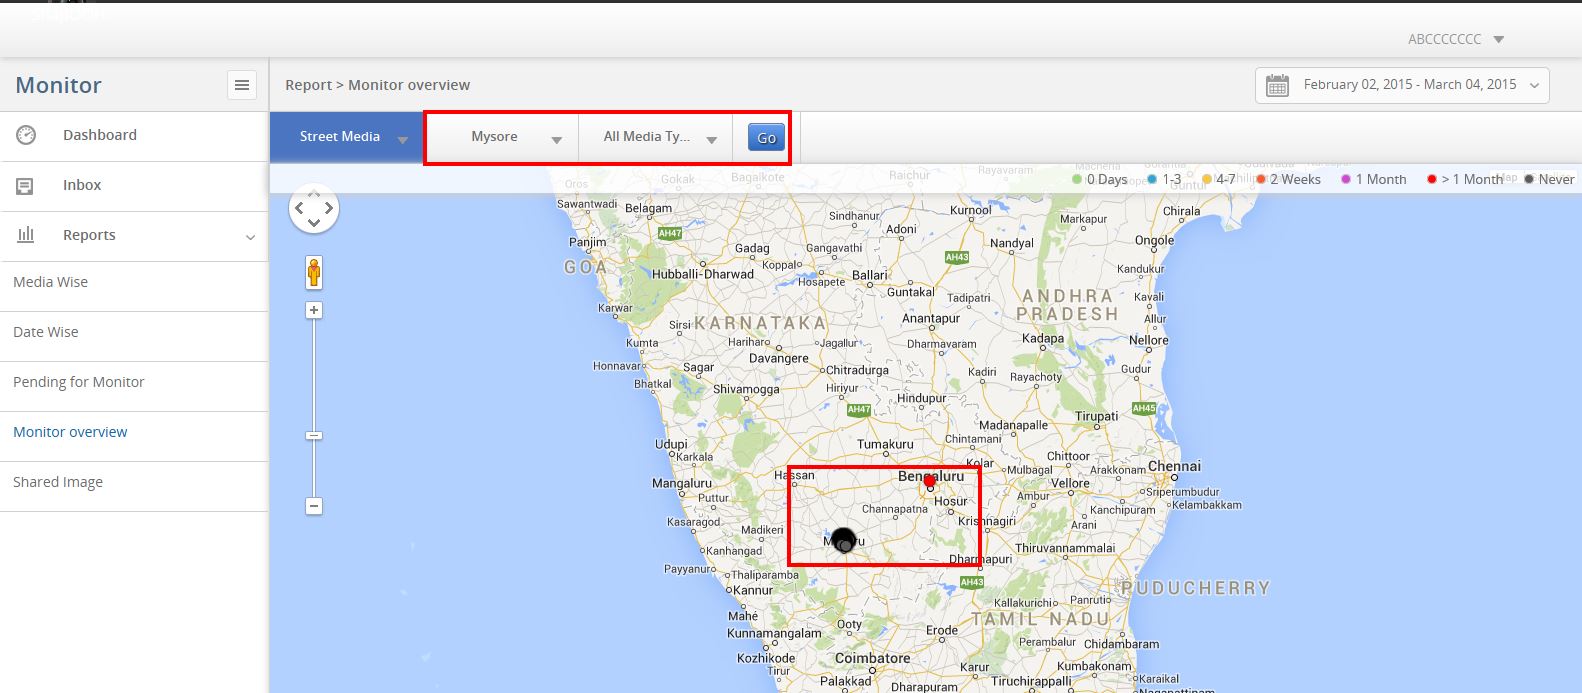 ABCCCCCCC
Monitor
Report > Monitor overview
February 02, 2015 - March 04, 2015
Dashboard
Inbox
Reports
Media Wise
Date Wise
Pending for Monitor
Monitor overview
Shared Image
Street Media
Mysore
All Media Ty...
Go
0 Days
1-3
4-7
2 Weeks
1 Month
> 1 Month
Never
Oros
Gokak
Bagalkote
Raichur
Rayavaram
Macherla
Guntur
Map
Sawantwadi
Belagam
Sindhanur
Kurnool
Markapur
Chirala
AH47
Adoni
Panjim
Gadag
Gangavathi
Nandyal
Ongole
GOA
Hubballi-Dharwad
Koppal
Ballari
AH43
Kandukur
Hosapete
Guntakal
Tadipatri
ANDHRA
PRADESH
Kavali
Karwar
Sirsi
KARNATAKA
Anantapur
Allur
Kumta
Harihar
Jagallur
Dharmavaram
Kadapa
Nellore
Davangere
Honnavar
Sagar
Chitradurga
Kadiri
Rayachoty
Gudur
Bhatkal
Shivamogga
Hiriyur
Hindupur
AH47
AH45
Tirupati
Madanapalle
Udupi
Tumakuru
Chintamani
Karkala
Kolar
Chittoor
Chennai
Hassan
Bengaluru
Mulbagal
Arakkonam
Mangaluru
Vellore
Sriperumbudur
Puttur
Hosur
Ambur
Kelambakkam
Channapatna
Kanchipuram
Kasaragod
Madikeri
Krishnagiri
Arani
Kanhangad
Thiruvannammalai
Dharmapuri
Payyanur
Thaliparamba
AH43
Kannur
PUDUCHERRY
Kallakurichi
Panruti
Mahé
TAMIL NADU
Kunnamangalam
Ooty
Erode
Perambalur
Chidambaram
Kozhikode
Coimbatore
Tirur
Karur
Kumbakonam
Palakkad
Dharapuram
Tiruchirappalli
Karaikal
Nagapattinam